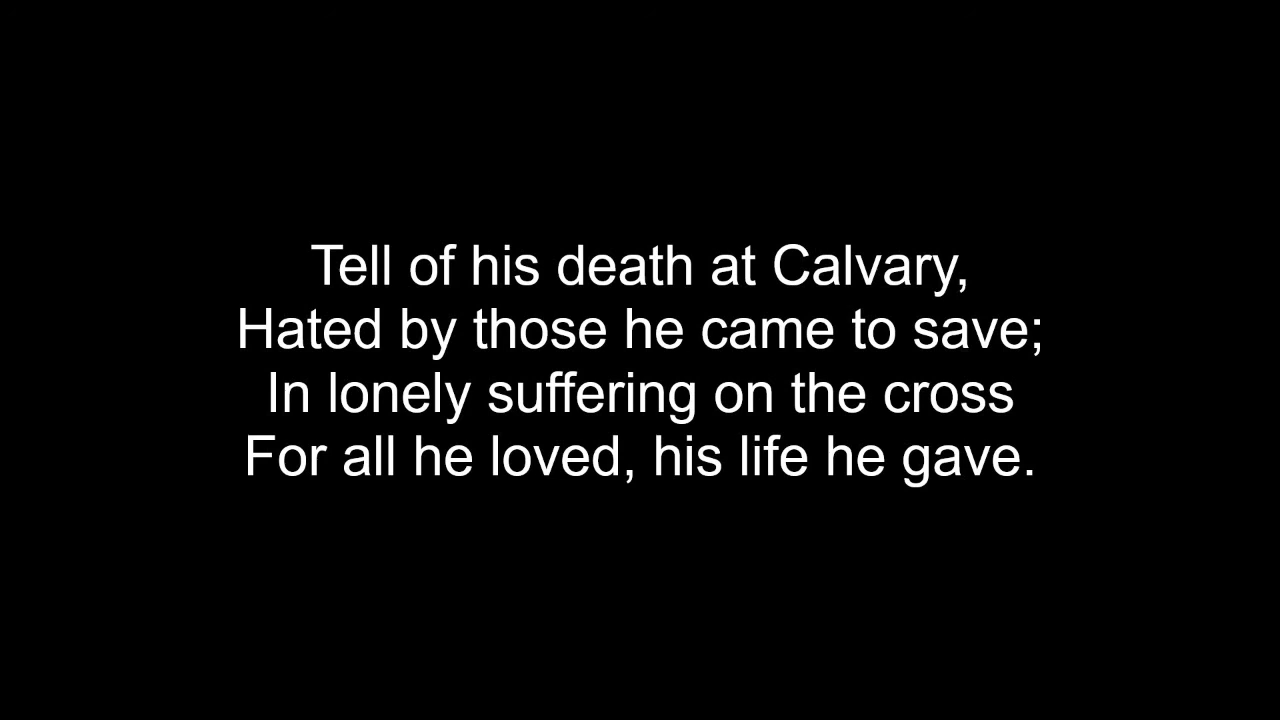 Tell of his death at Calvary,
Hated by those he came to save;
In lonely suffering on the cross
For all he loved, his life he gave.